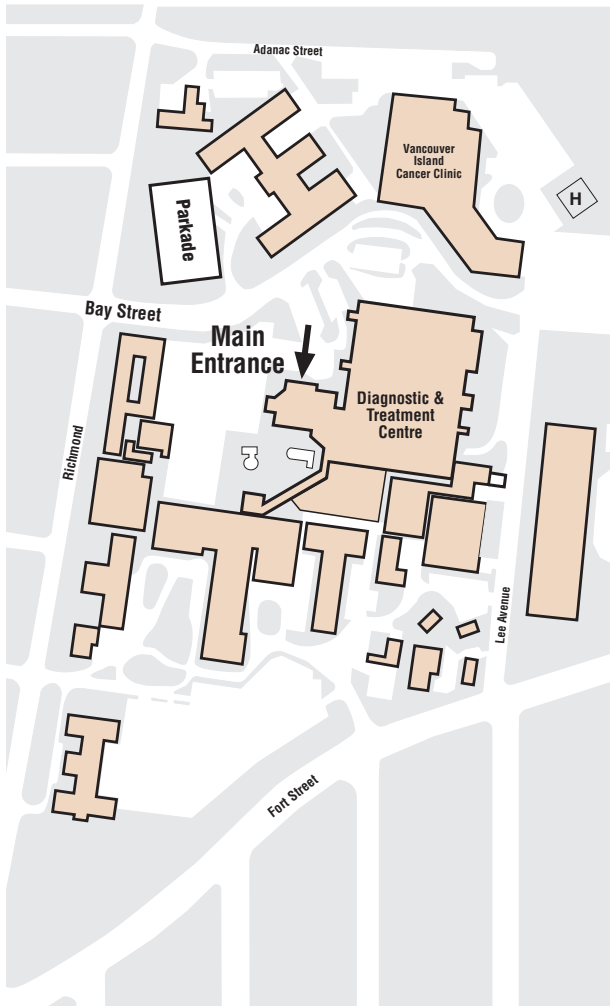 Adanac Street
Vancouver
Island
Cancer Clinic
H
Parkade
Bay Street
Main
Entrance
Diagnostic &
Treatment
Centre
Richmond
Lee Avenue
Fort Street